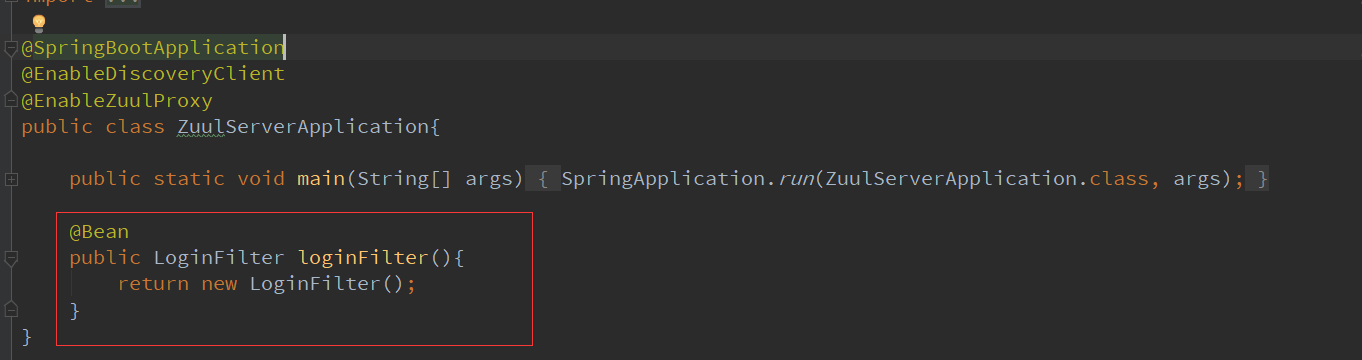 import ...
@SpringBootApplication
@EnableDiscoveryClient
@EnableZuulProxy
public class ZuulServerApplication{
public static void main(String[] args) { SpringApplication.run(ZuulServerApplication.class, args); }
@Bean
public LoginFilter loginFilter(){
return new LoginFilter();
}
}